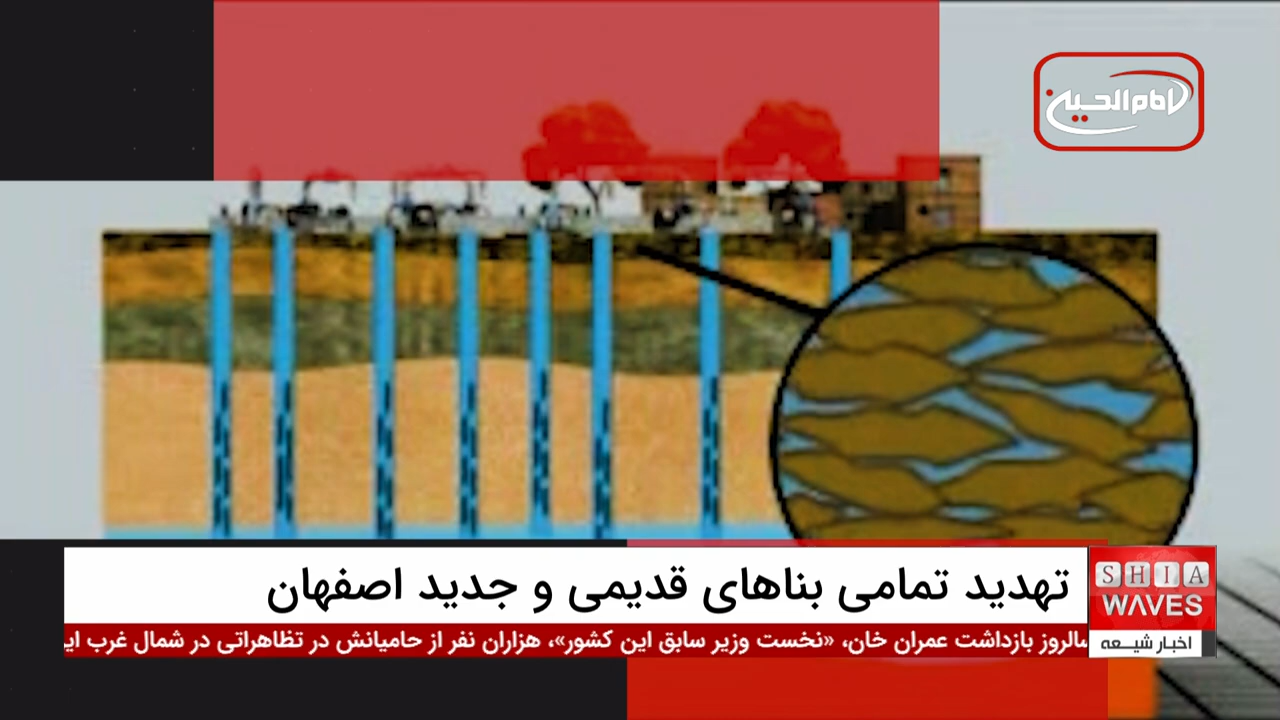 امام الحسین
تهدید تمامی بناهای قدیمی و جدید اصفهان
SHIA
WAVES
اخبار شیعه
سالروز بازداشت عمران خان، «نخست وزیر سابق این کشور»، هزاران نفر از حامیانش در تظاهراتی در شمال غرب